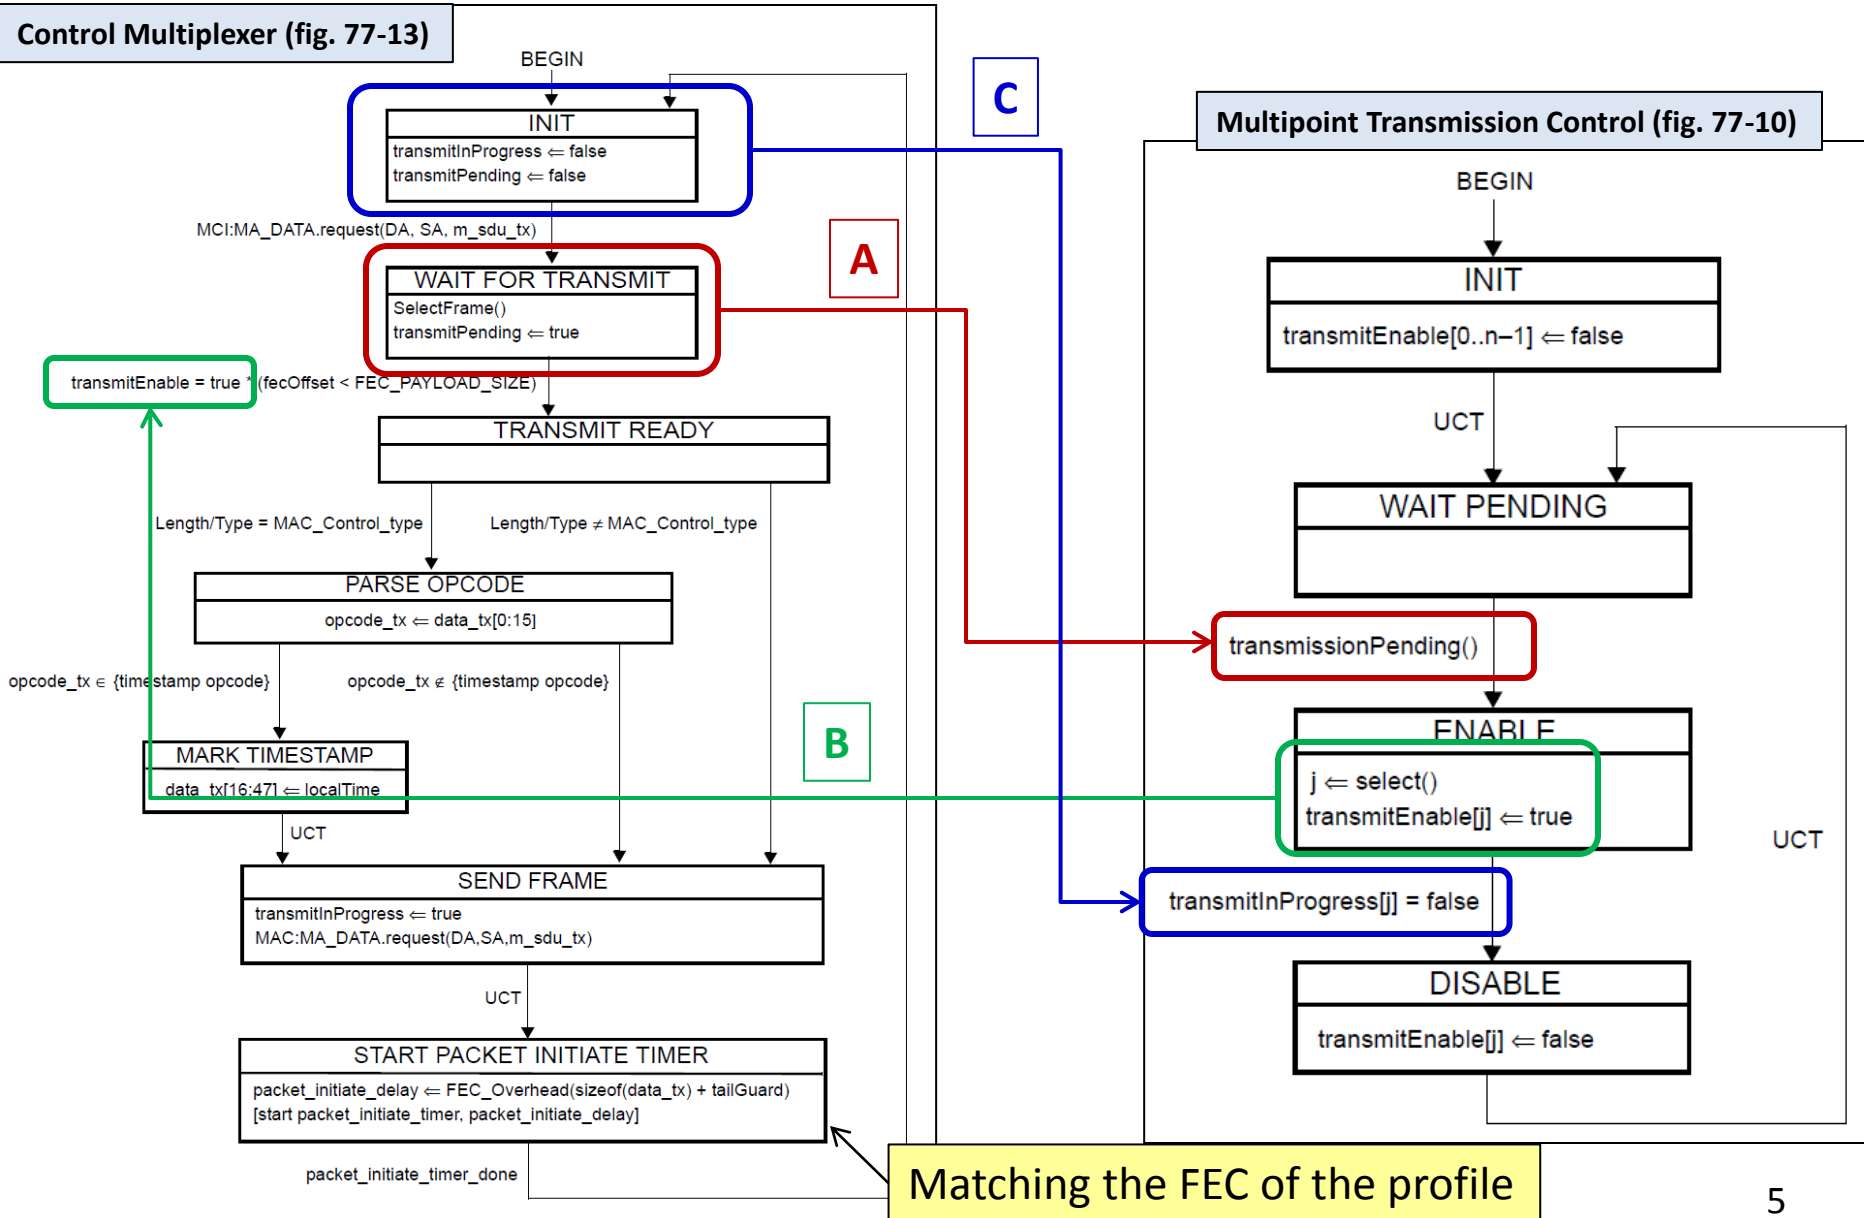 Control Multiplexer (fig. 77-13)
BEGIN
INIT
transmitInProgress ⇐ false
transmitPending ⇐ false
MCI:MA_DATA.request(DA, SA, m_sdu_tx)
WAIT FOR TRANSMIT
SelectFrame()
transmitPending ⇐ true
transmitEnable = true * (fecOffset < FEC_PAYLOAD_SIZE)
TRANSMIT READY
Length/Type = MAC_Control_type
Length/Type ≠ MAC_Control_type
PARSE OPCODE
opcode_tx ⇐ data_tx[0:15]
opcode_tx ∈ {timestamp opcode}
opcode_tx ∉ {timestamp opcode}
MARK TIMESTAMP
data_tx[16:47] ⇐ localTime
UCT
SEND FRAME
transmitInProgress ⇐ true
MAC:MA_DATA.request(DA,SA,m_sdu_tx)
UCT
START PACKET INITIATE TIMER
packet_initiate_delay ⇐ FEC_Overhead(sizeof(data_tx) + tailGuard)
[start packet_initiate_timer, packet_initiate_delay]
packet_initiate_timer_done
C
A
B
Multipoint Transmission Control (fig. 77-10)
BEGIN
INIT
transmitEnable[0..n–1] ⇐ false
UCT
WAIT PENDING
transmissionPending()
ENABLE
j ⇐ select()
transmitEnable[j] ⇐ true
UCT
transmitInProgress[j] = false
DISABLE
transmitEnable[j] ⇐ false
Matching the FEC of the profile
5